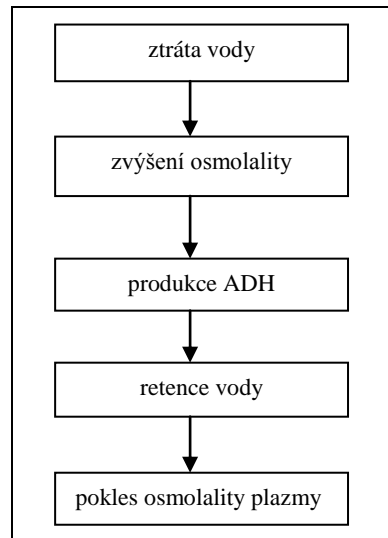 ztráta vody
zvýšení osmolality
produkce ADH
retence vody
pokles osmolality plazmy